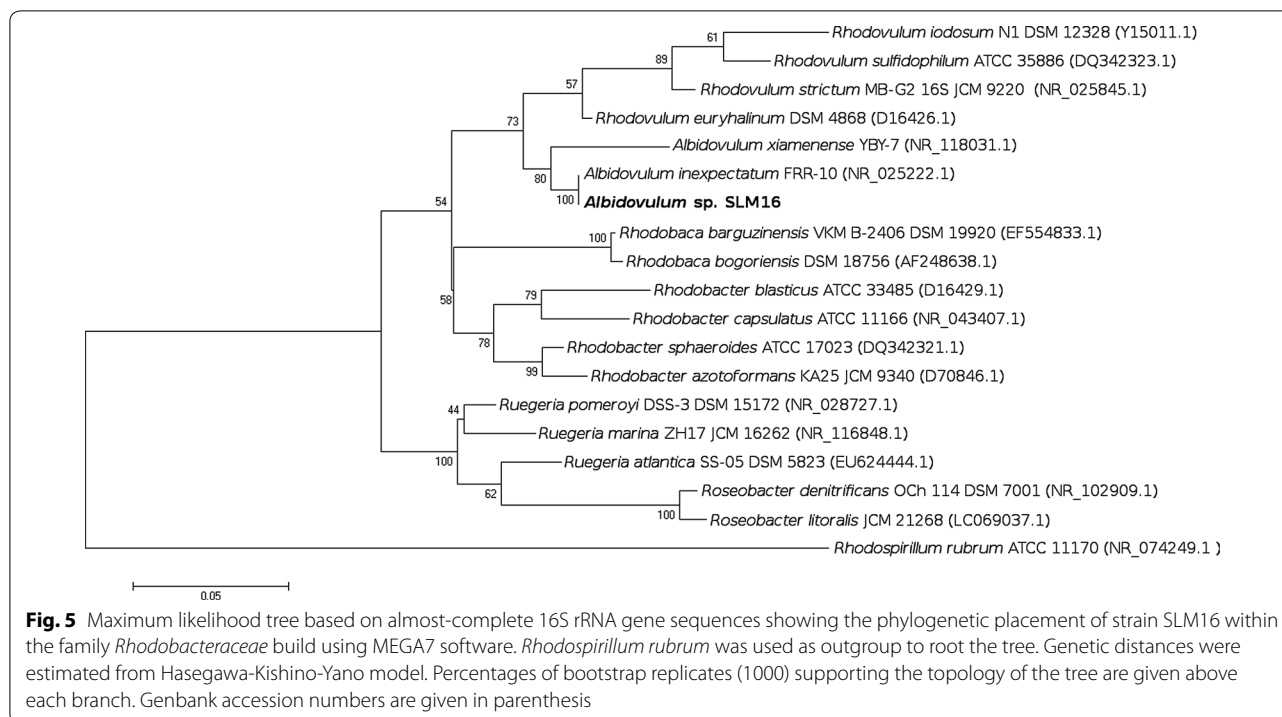 Rhodovulum iodosum N1 DSM 12328 (Y15011.1)
61
Rhodovulum sulfidophilum ATCC 35886 (DQ342323.1)
89
Rhodovulum strictum MB-G2 16S JCM 9220 (NR_025845.1)
57
Rhodovulum euryhalinum DSM 4868 (D16426.1)
73
Albidovulum xiamenense YBY-7 (NR_118031.1)
80
Albidovulum inexpectatum FRR-10 (NR_025222.1)
100
Albidovulum sp. SLM16
54
Rhodobaca barguzinensis VKM B-2406 DSM 19920 (EF554833.1)
100
Rhodobaca bogoriensis DSM 18756 (AF248638.1)
58
Rhodobacter blasticus ATCC 33485 (D16429.1)
79
Rhodobacter capsulatus ATCC 11166 (NR_043407.1)
78
Rhodobacter sphaeroides ATCC 17023 (DQ342321.1)
99
Rhodobacter azotoformans KA25 JCM 9340 (D70846.1)
44
Ruegeria pomeroyi DSS-3 DSM 15172 (NR_028727.1)
Ruegeria marina ZH17 JCM 16262 (NR_116848.1)
100
Ruegeria atlantica SS-05 DSM 5823 (EU624444.1)
62
Roseobacter denitrificans OCh 114 DSM 7001 (NR_102909.1)
100
Roseobacter litoralis JCM 21268 (LC069037.1)
Rhodospirillum rubrum ATCC 11170 (NR_074249.1 )
0.05
Fig. 5 Maximum likelihood tree based on almost-complete 16S rRNA gene sequences showing the phylogenetic placement of strain SLM16 within
the family Rhodobacteraceae build using MEGA7 software. Rhodospirillum rubrum was used as outgroup to root the tree. Genetic distances were
estimated from Hasegawa-Kishino-Yano model. Percentages of bootstrap replicates (1000) supporting the topology of the tree are given above
each branch. Genbank accession numbers are given in parenthesis